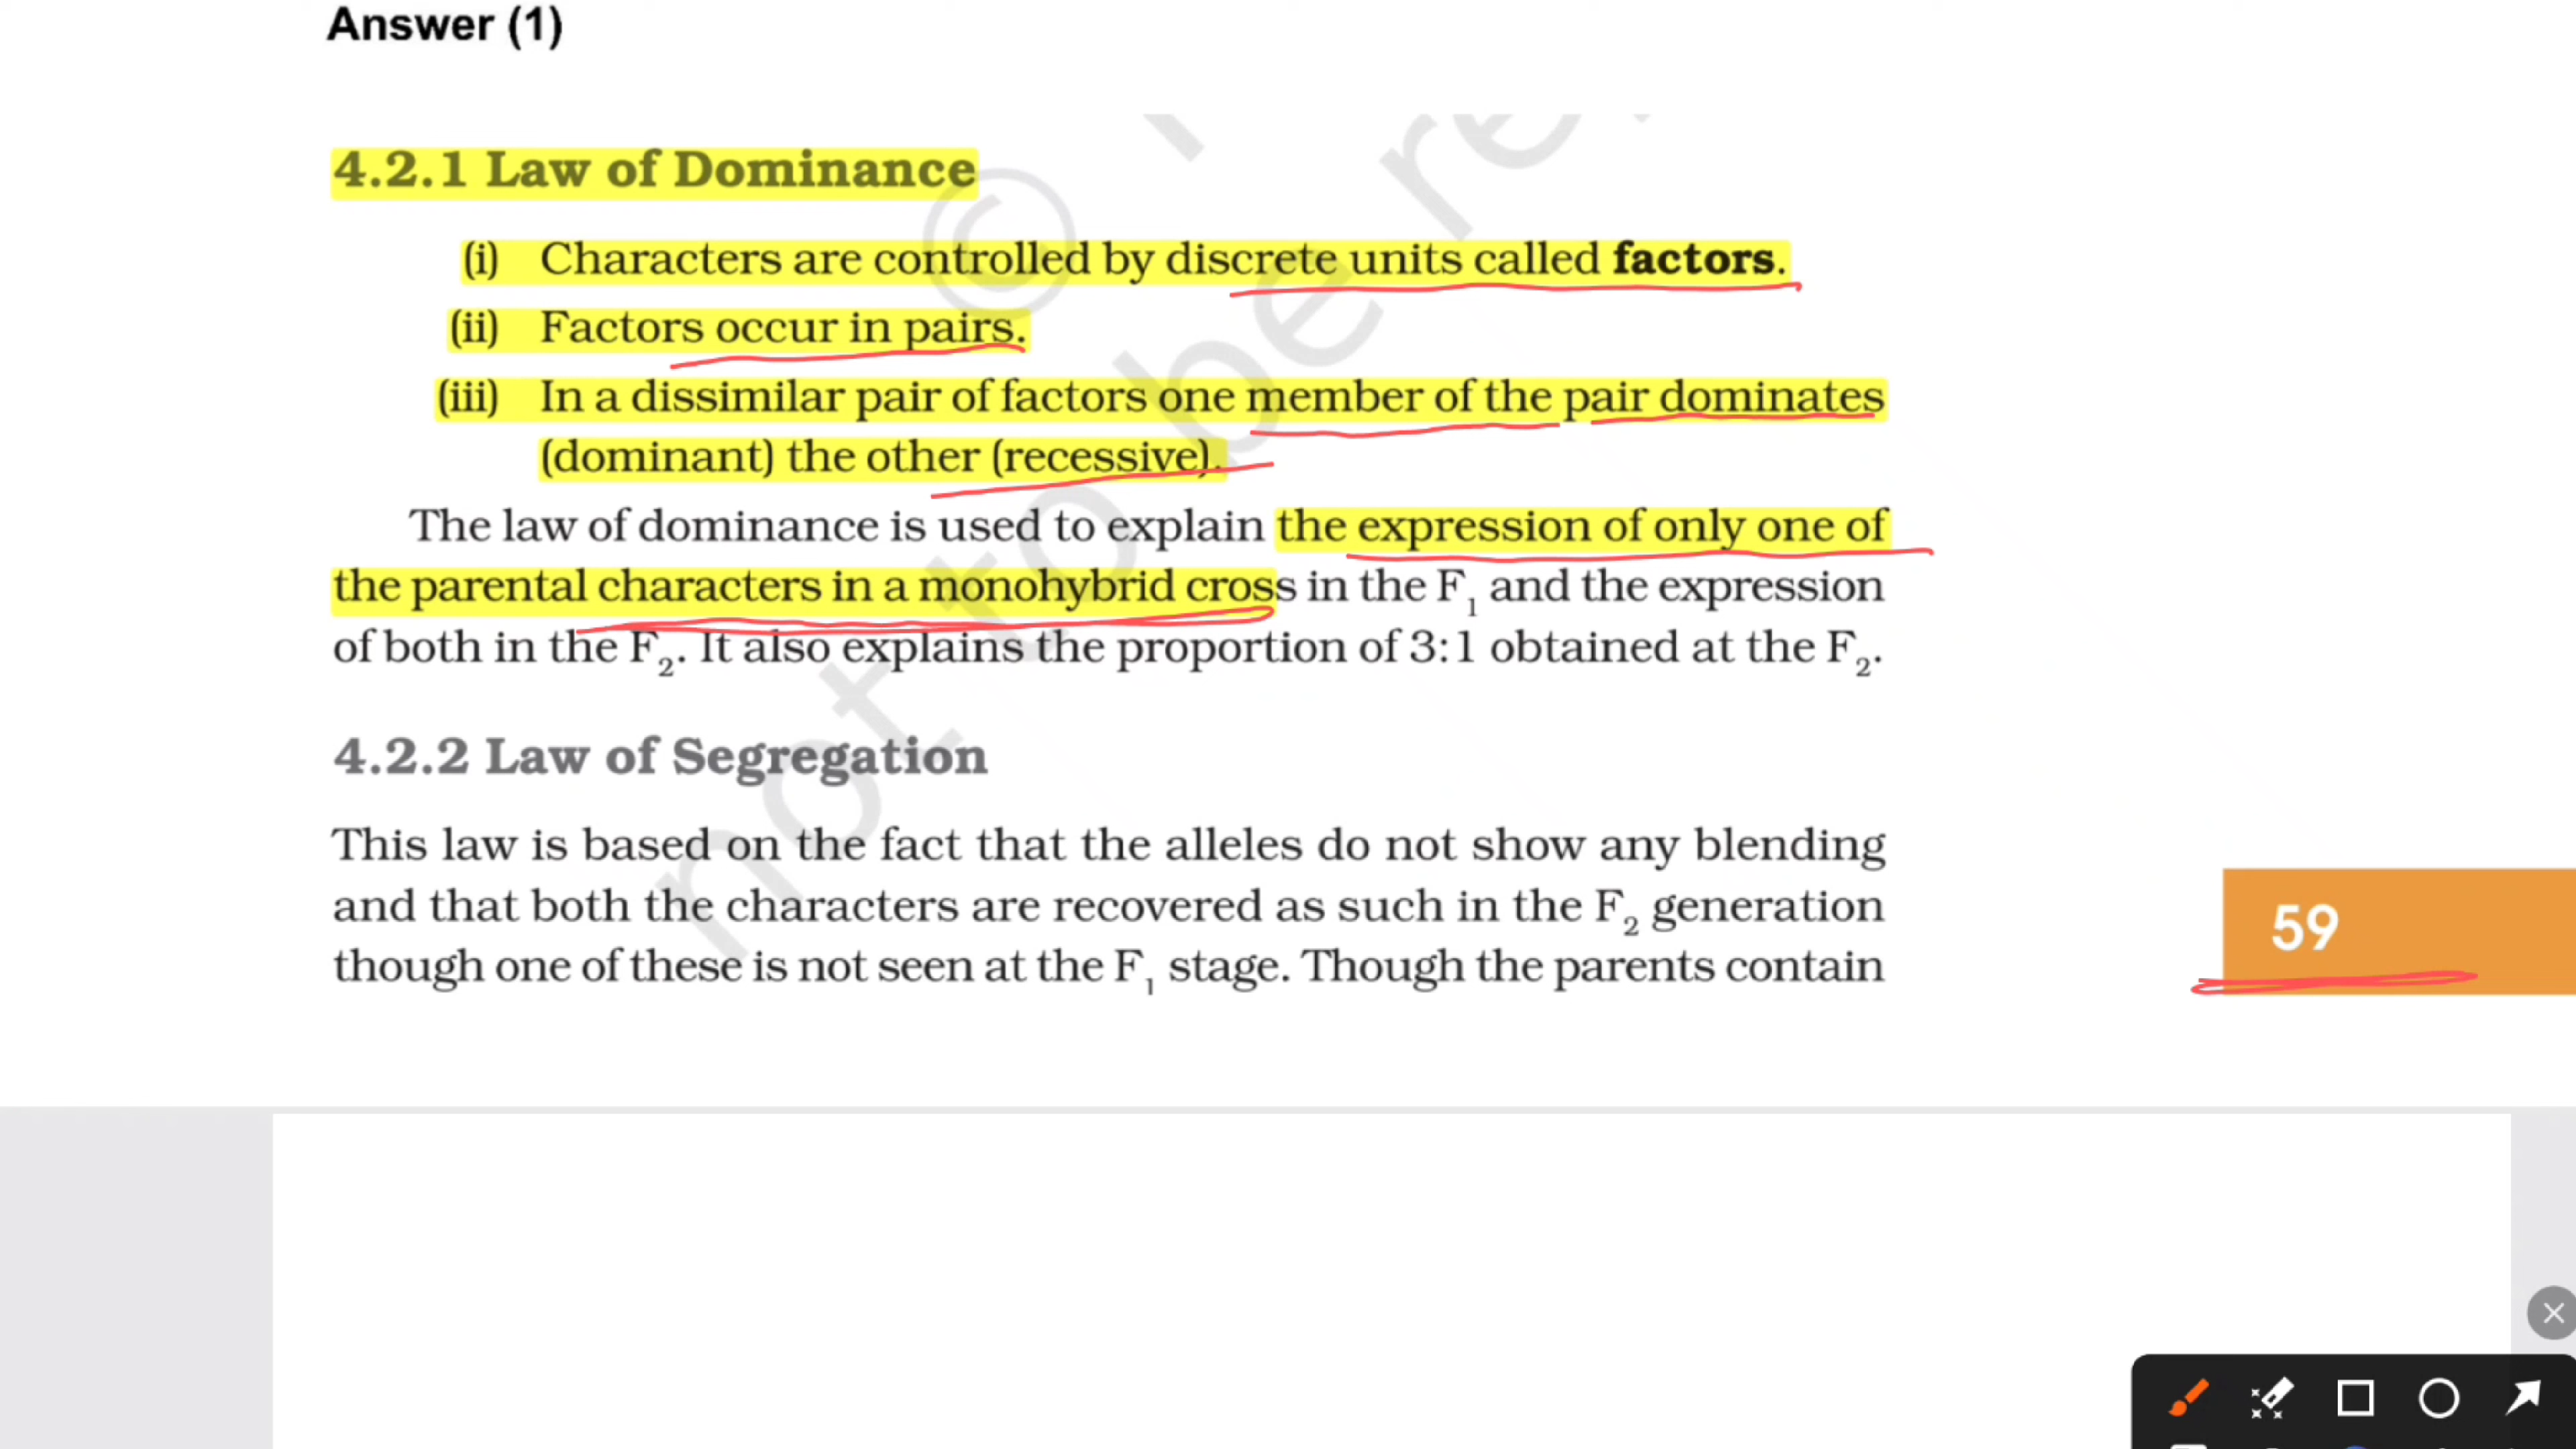 Answer (1)
4.2.1 Law of Dominance
(i) Characters are controlled by discrete units called factors.
(ii) Factors occur in pairs.
(iii) In a dissimilar pair of factors one member of the pair dominates
(dominant) the other (recessive).
The law of dominance is used to explain the expression of only one of
the parental characters in a monohybrid cross in the F₁ and the expression
of both in the F₂. It also explains the proportion of 3:1 obtained at the F₂.
4.2.2 Law of Segregation
This law is based on the fact that the alleles do not show any blending
and that both the characters are recovered as such in the F₂ generation
though one of these is not seen at the F₁ stage. Though the parents contain
59
©
not to be re